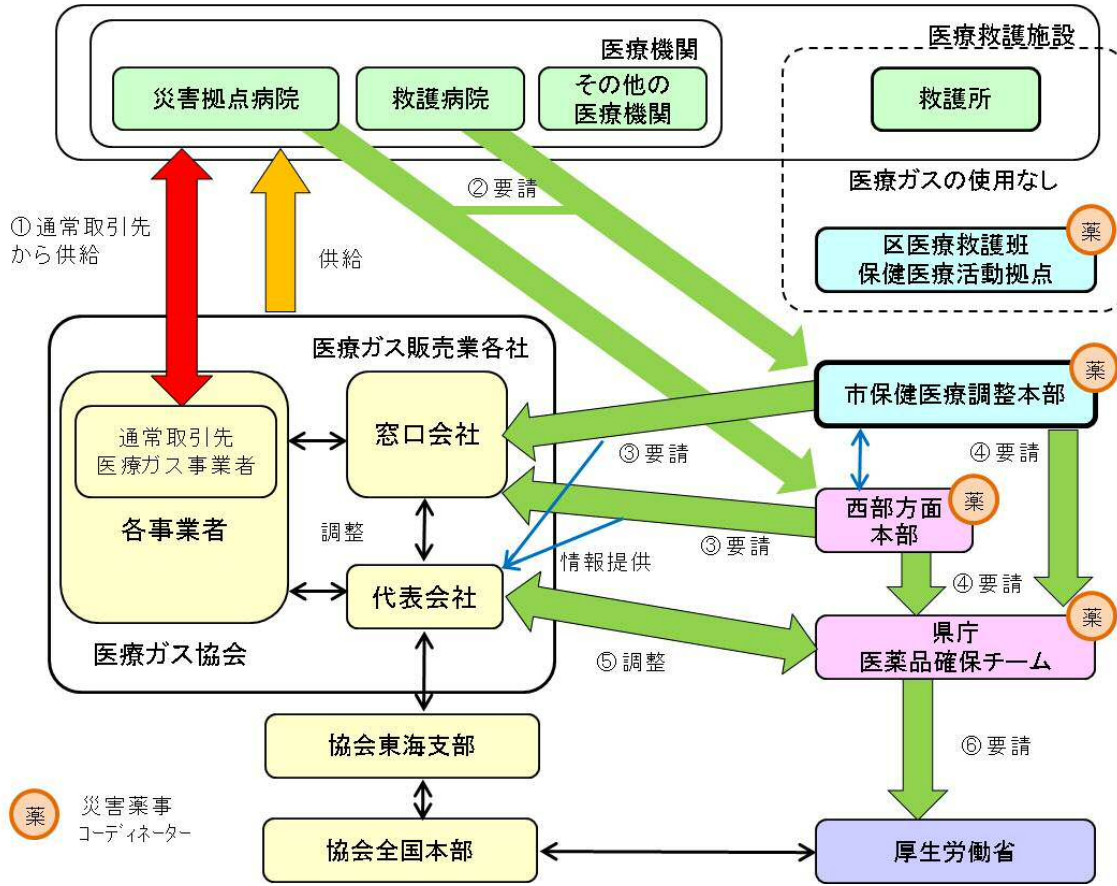 医療救護施設
医療機関
災害拠点病院
救護病院
その他の
医療機関
救護所
②要請
医療ガスの使用なし
①通常取引先
から供給
供給
区医療救護班
保健医療活動拠点
薬
医療ガス販売業各社
市保健医療調整本部
薬
通常取引先
医療ガス事業者
窓口会社
③要請
④要請
各事業者
調整
西部方面
本部
薬
③要請
情報提供
④要請
代表会社
県庁
医薬品確保チーム
薬
医療ガス協会
⑤調整
協会東海支部
⑥要請
薬
災害薬事
コーディネーター
協会全国本部
厚生労働省